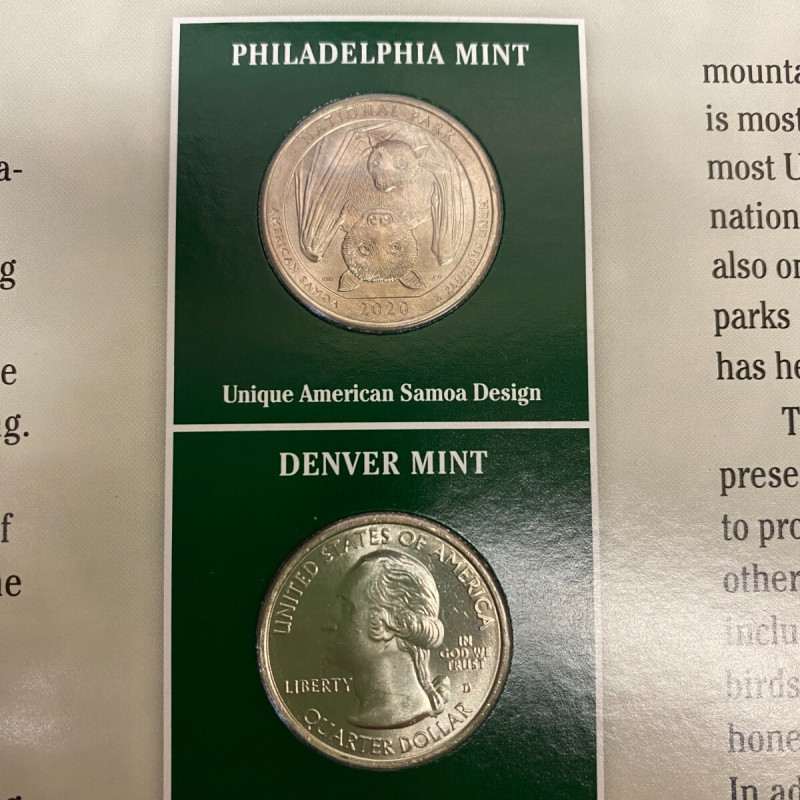 a-
g
e
g.
f
e
PHILADELPHIA MINT
NATIONAL PARK
AMERICAN SAMOA
2020
E PLURIBUS UNUM
Unique American Samoa Design
DENVER MINT
UNITED STATES OF AMERICA
LIBERTY
IN
GOD WE
TRUST
D
QUARTER DOLLAR
mounta
is most
most U
nation
also on
parks
has he
T
prese
to pro
other
inclu
birds
hone
In ad